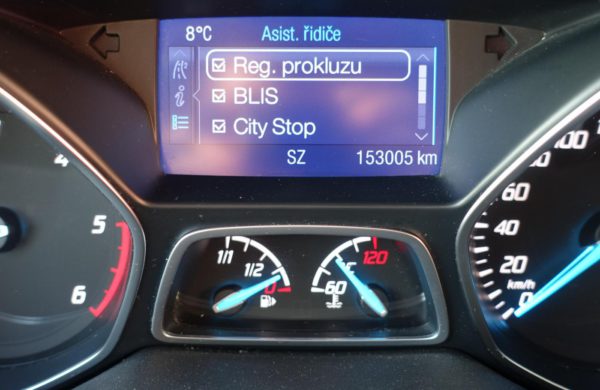 8°C Asist. řidiče
Reg. prokluzu
BLIS
City Stop
SZ 153005 km
4
5
6
1/1
1/2
0
60
°C
120
100
80
60
40
20
0
km/h